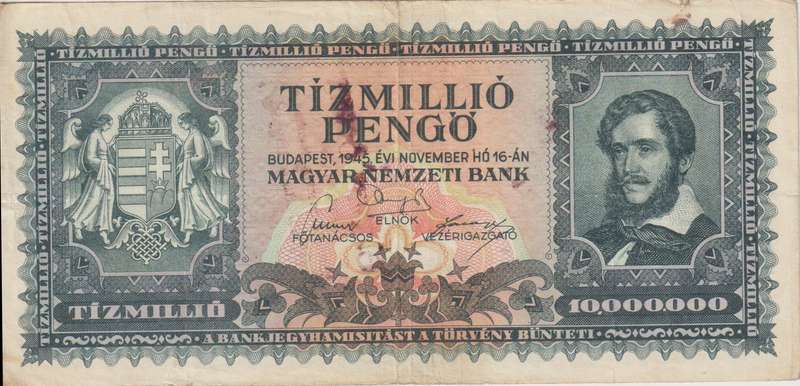 TÍZMILLIÓ PENGŐ TÍZMILLIÓ PENGŐ TÍZMILLIÓ PENGŐ TÍZMILLIÓ
TÍZMILLIÓ
PENGŐ
BUDAPEST, 1945. ÉVI NOVEMBER HÓ 16-ÁN
MAGYAR NEMZETI BANK
ELNÖK
FŐTANÁCSOS
VEZÉRIGAZGATÓ
TÍZMILLIÓ
10,000.000
A BANKJEGYHAMISÍTÁST A TÖRVÉNY BÜNTETI